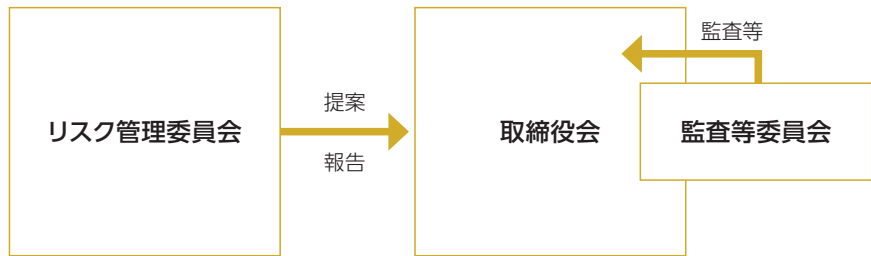 監査等
提案
リスク管理委員会
取締役会
監査等委員会
報告